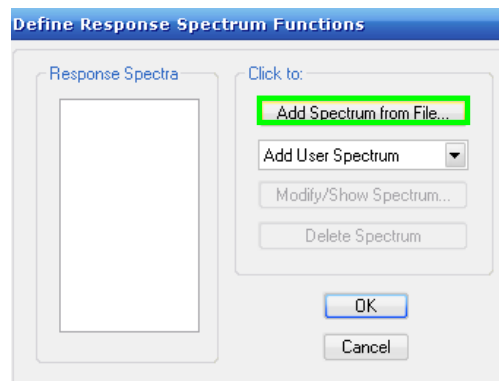 Define Response Spectrum Functions
Response Spectra
Click to:
Add Spectrum from File...
Add User Spectrum
Modify/Show Spectrum...
Delete Spectrum
OK
Cancel